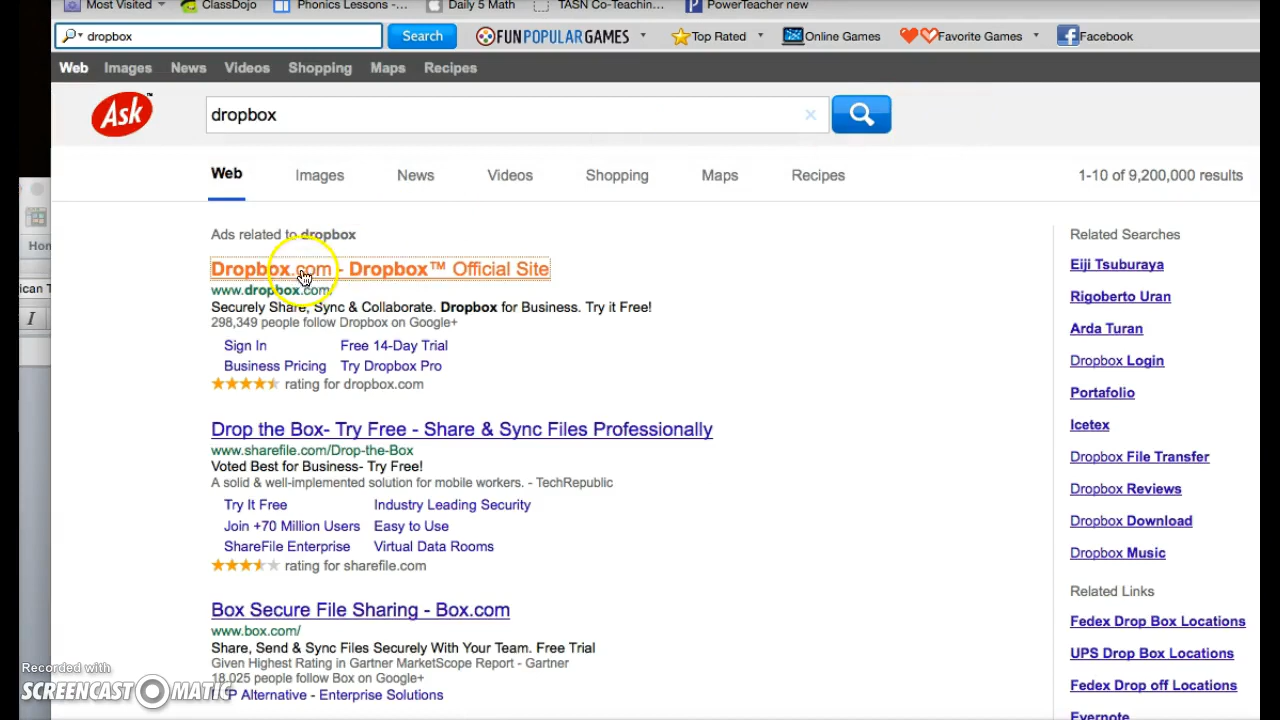 Most Visited ClassDojo Phonics Lessons -... Daily 5 Math TASN Co-Teachin... PowerTeacher new
dropbox Search FUNPOPULARGAMES Top Rated Online Games Favorite Games Facebook
Web Images News Videos Shopping Maps Recipes
Ask dropbox
Web Images News Videos Shopping Maps Recipes 1-10 of 9,200,000 results
Ads related to dropbox
Dropbox.com - Dropbox™ Official Site
www.dropbox.com/
Securely Share, Sync & Collaborate. Dropbox for Business. Try it Free!
298,349 people follow Dropbox on Google+
Sign In Free 14-Day Trial
Business Pricing Try Dropbox Pro
rating for dropbox.com
Drop the Box- Try Free - Share & Sync Files Professionally
www.sharefile.com/Drop-the-Box
Voted Best for Business- Try Free!
A solid & well-implemented solution for mobile workers. - TechRepublic
Try It Free Industry Leading Security
Join +70 Million Users Easy to Use
ShareFile Enterprise Virtual Data Rooms
rating for sharefile.com
Box Secure File Sharing - Box.com
www.box.com/
Share, Send & Sync Files Securely With Your Team. Free Trial
Given Highest Rating in Gartner MarketScope Report - Gartner
18,025 people follow Box on Google+
Alternative - Enterprise Solutions
Related Searches
Eiji Tsuburaya
Rigoberto Uran
Arda Turan
Dropbox Login
Portafolio
Icetex
Dropbox File Transfer
Dropbox Reviews
Dropbox Download
Dropbox Music
Related Links
Fedex Drop Box Locations
UPS Drop Box Locations
Fedex Drop off Locations
Evernote
Hon
ican T
I
Recorded with
SCREENCAST MATIC